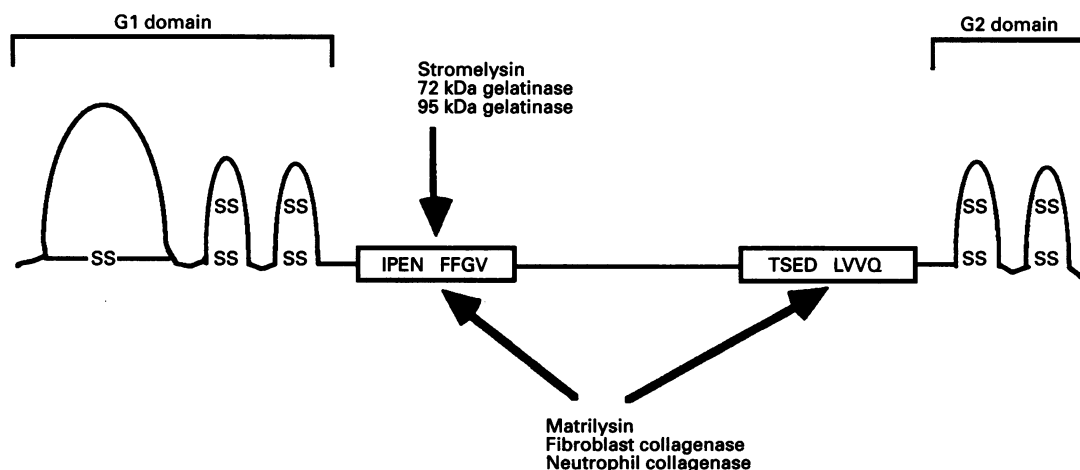 G1 domain
G2 domain
Stromelysin
72 kDa gelatinase
95 kDa gelatinase
SS SS SS SS
SS SS SS SS SS
IPEN FFGV TSED LVVQ
Matrilysin
Fibroblast collagenase
Neutrophil collagenase